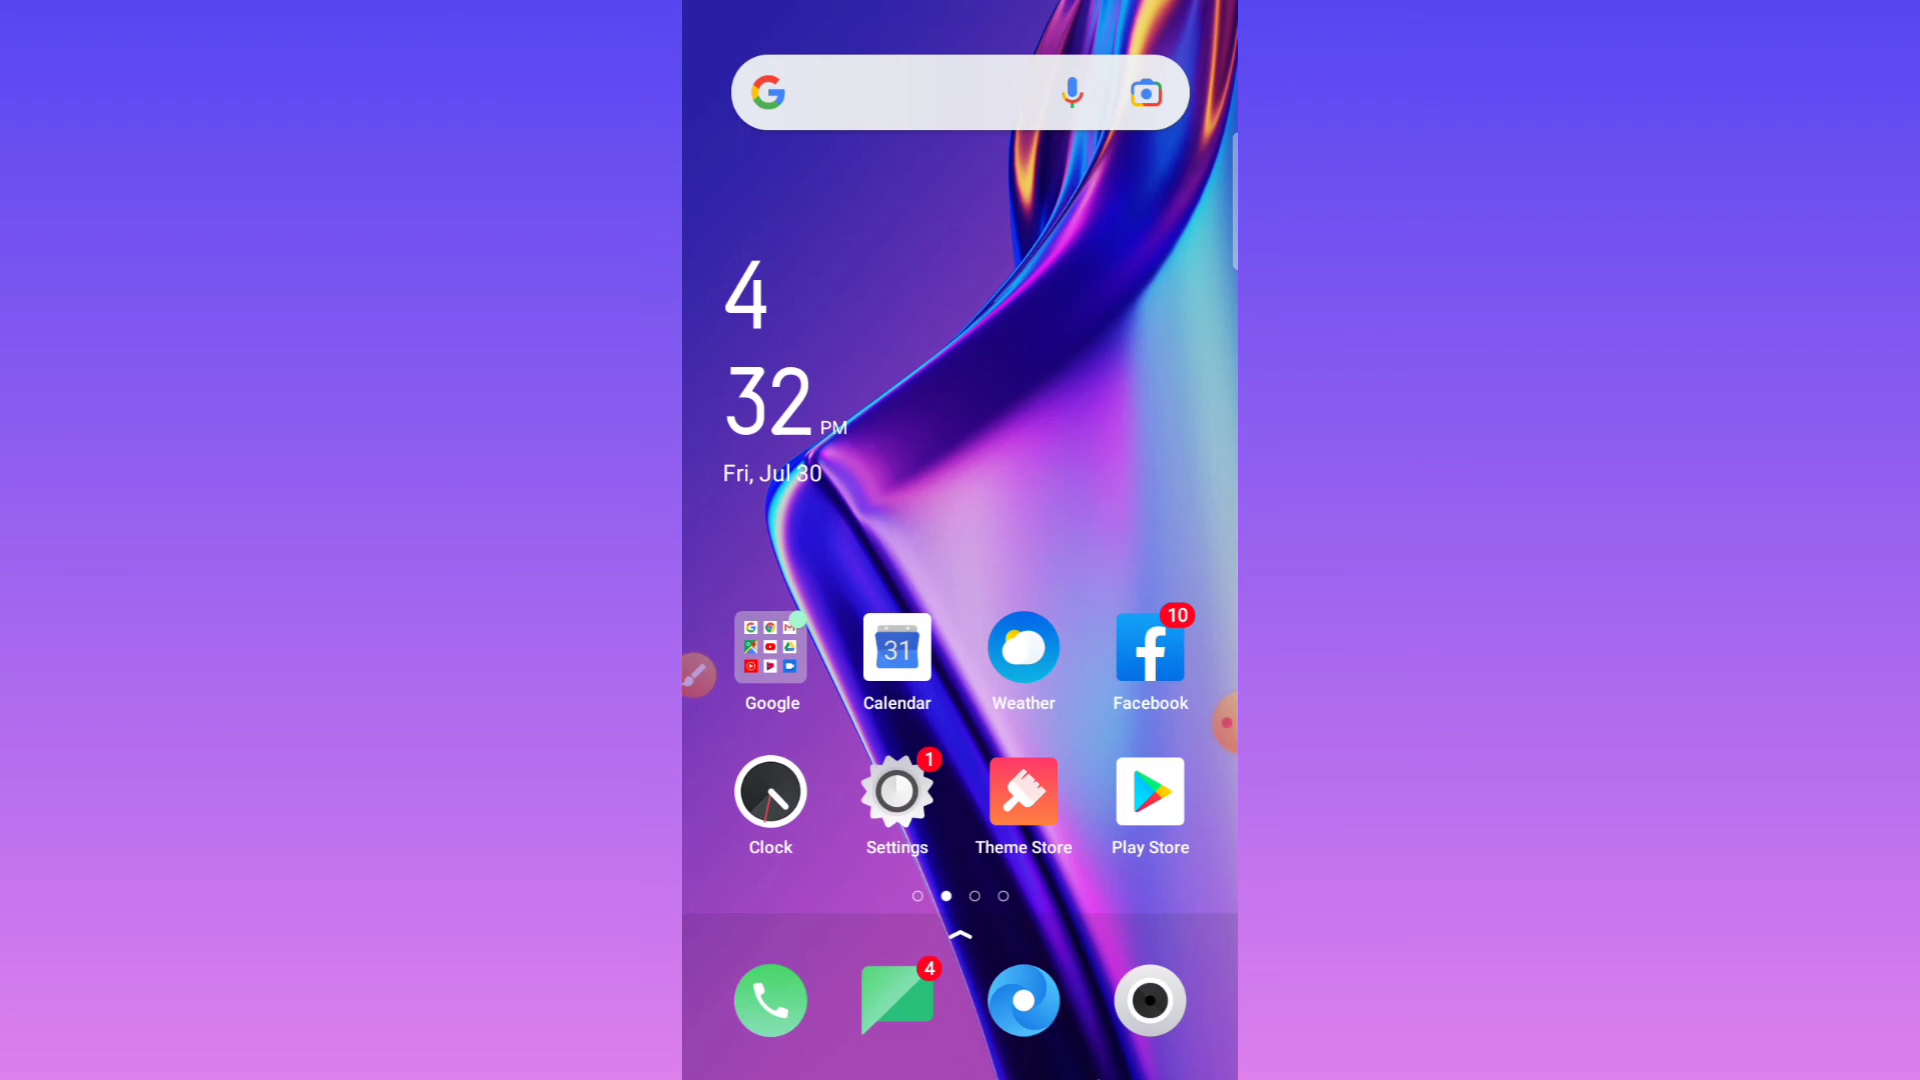 4
32 PM
Fri, Jul 30
10
31
Google Calendar Weather Facebook
1
Clock Settings Theme Store Play Store
4